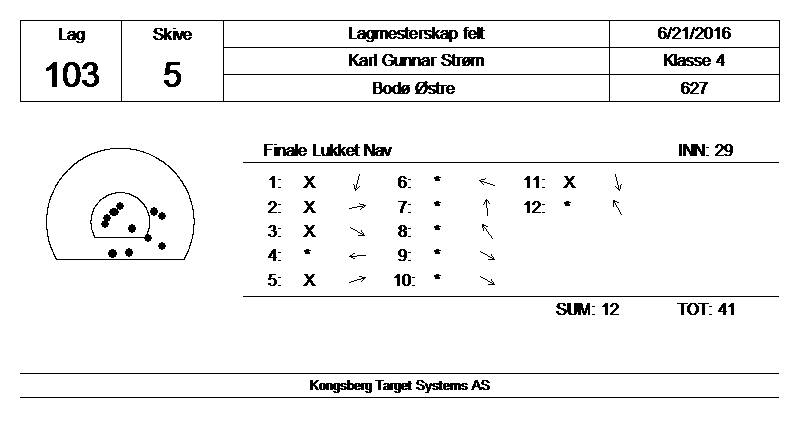 Lag Skive Lagmesterskap felt 6/21/2016
103 5 Karl Gunnar Strøm Klasse 4
Bodø Østre 627
Finale Lukket Nav INN: 29
1: X ↙ 6: * ↖ 11: X ↘
2: X → 7: * ↑ 12: * ↖
3: X ↘ 8: * ↖
4: * ← 9: * ↘
5: X ↗ 10: * ↘
SUM: 12 TOT: 41
Kongsberg Target Systems AS